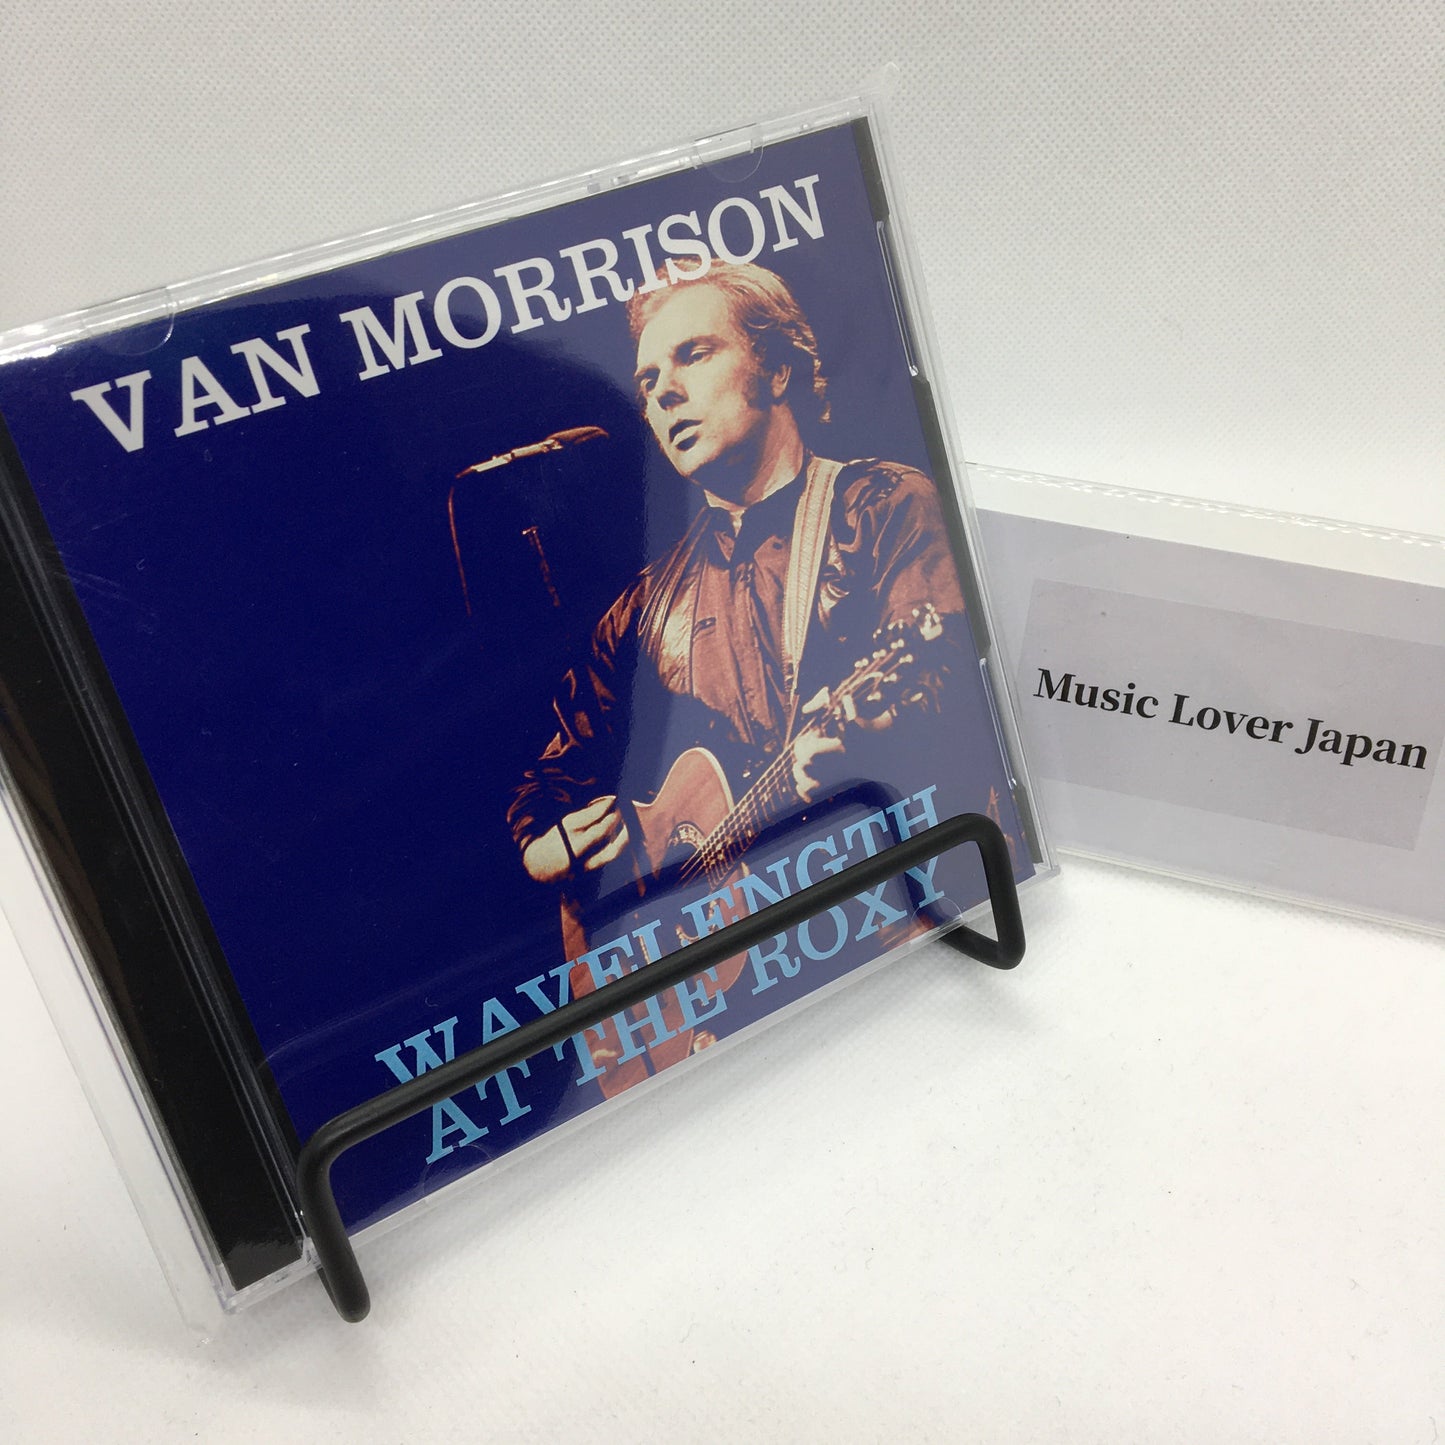 VAN MORRISON
WAVELENGTH
AT THE ROXY
Music Lover Japan